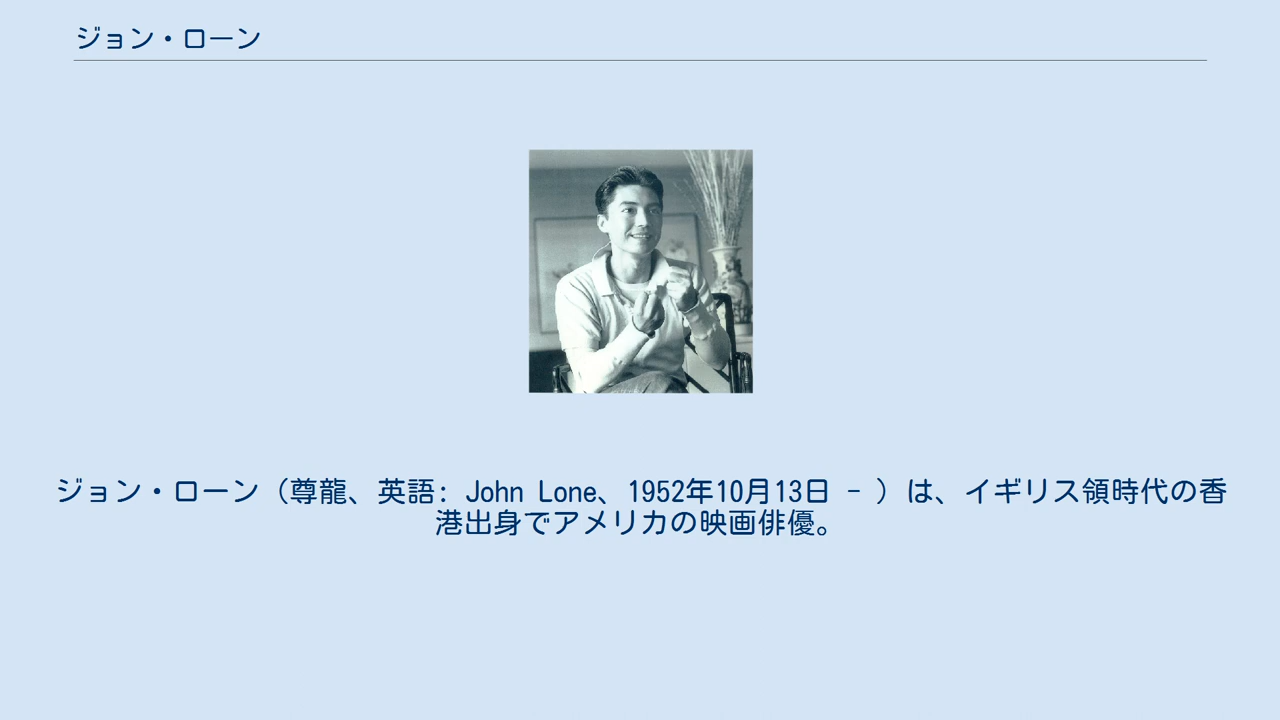 ジョン・ローン
ジョン・ローン（尊龍、英語: John Lone、1952年10月13日 - ）は、イギリス領時代の香
港出身でアメリカの映画俳優。